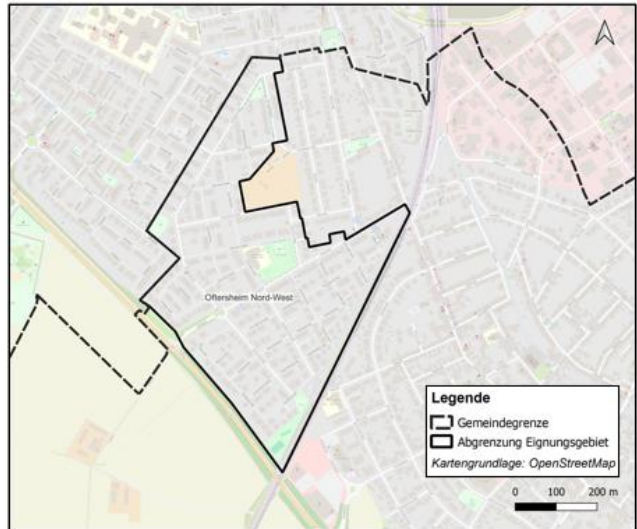 Oftersheim Nord-West
Legende
Gemeindegrenze
Abgrenzung Eignungsgebiet
Kartengrundlage: OpenStreetMap
0 100 200 m